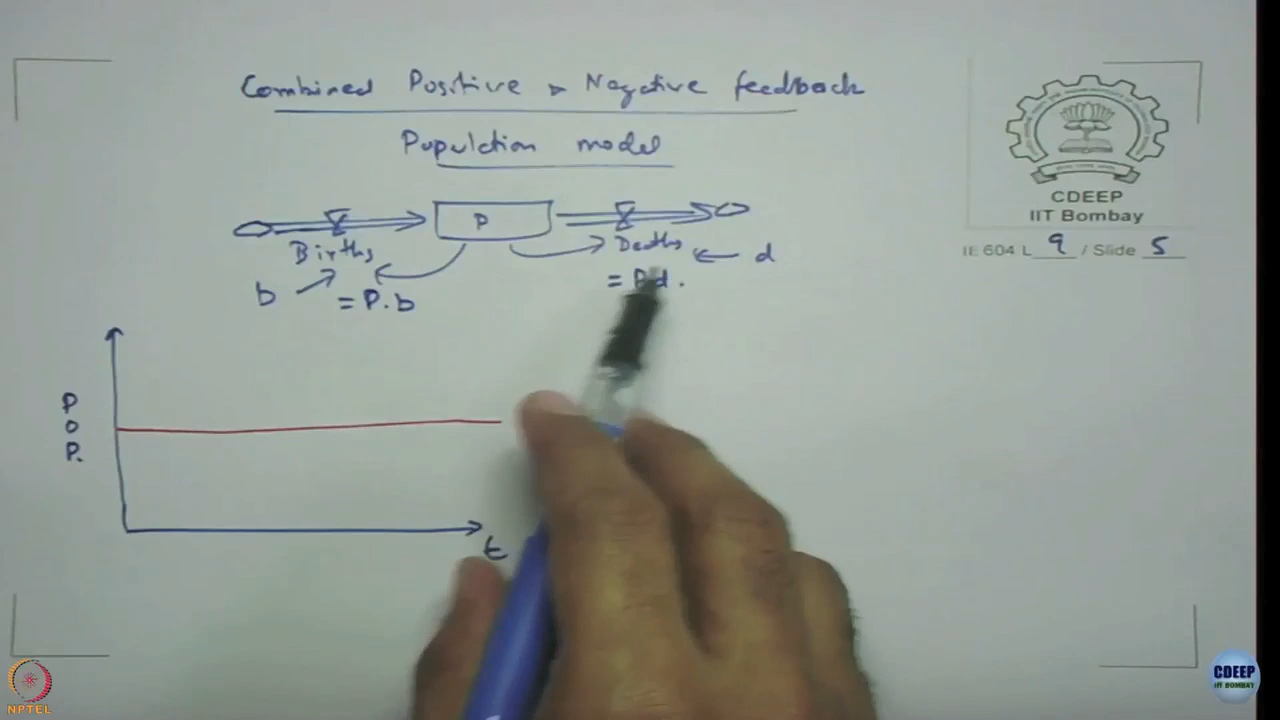 Combined Positive & Negative feedback
Population model
P
Births
Deaths
d
b
= P.b
= P.d.
P
O
P.
t
CDEEP
IIT Bombay
IE 604 L 9 / Slide 5
NPTEL
CDEEP
IIT BOMBAY